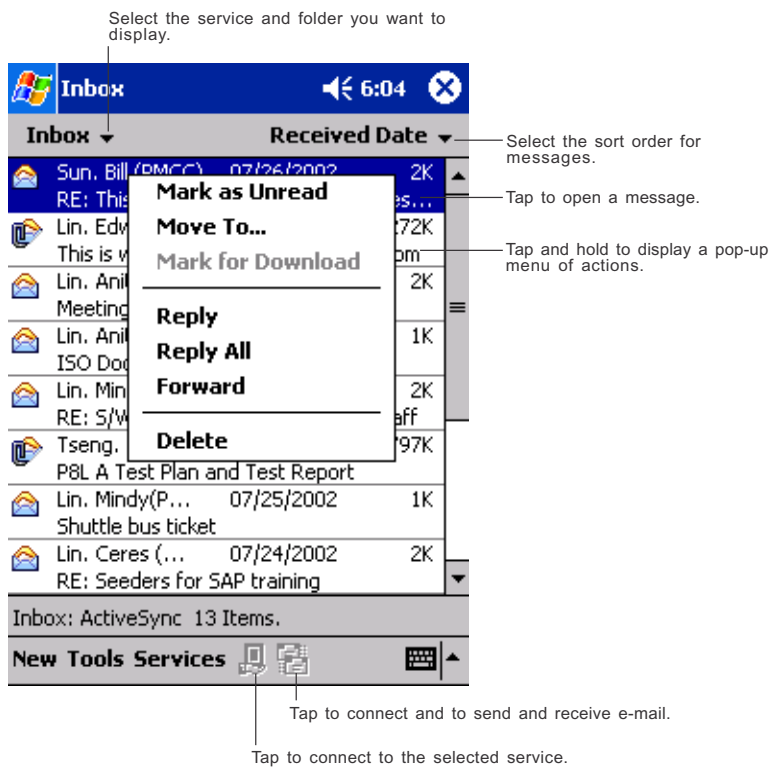 Select the service and folder you want to
display.
Inbox 6:04
Inbox Received Date
Select the sort order for
messages.
Sun. Bill (PMCC) 07/26/2002 2K
RE: This es...
Tap to open a message.
Mark as Unread
Move To...
Mark for Download
Reply
Reply All
Forward
Delete
Lin. Edw 72K
This is v om
Tap and hold to display a pop-up
menu of actions.
Lin. Anit 2K
Meeting
Lin. Anit 1K
ISO Doc
Lin. Min 2K
RE: S/W aff
Tseng. 97K
P8L A Test Plan and Test Report
Lin. Mindy(P... 07/25/2002 1K
Shuttle bus ticket
Lin. Ceres (... 07/24/2002 2K
RE: Seeders for SAP training
Inbox: ActiveSync 13 Items.
New Tools Services
Tap to connect and to send and receive e-mail.
Tap to connect to the selected service.